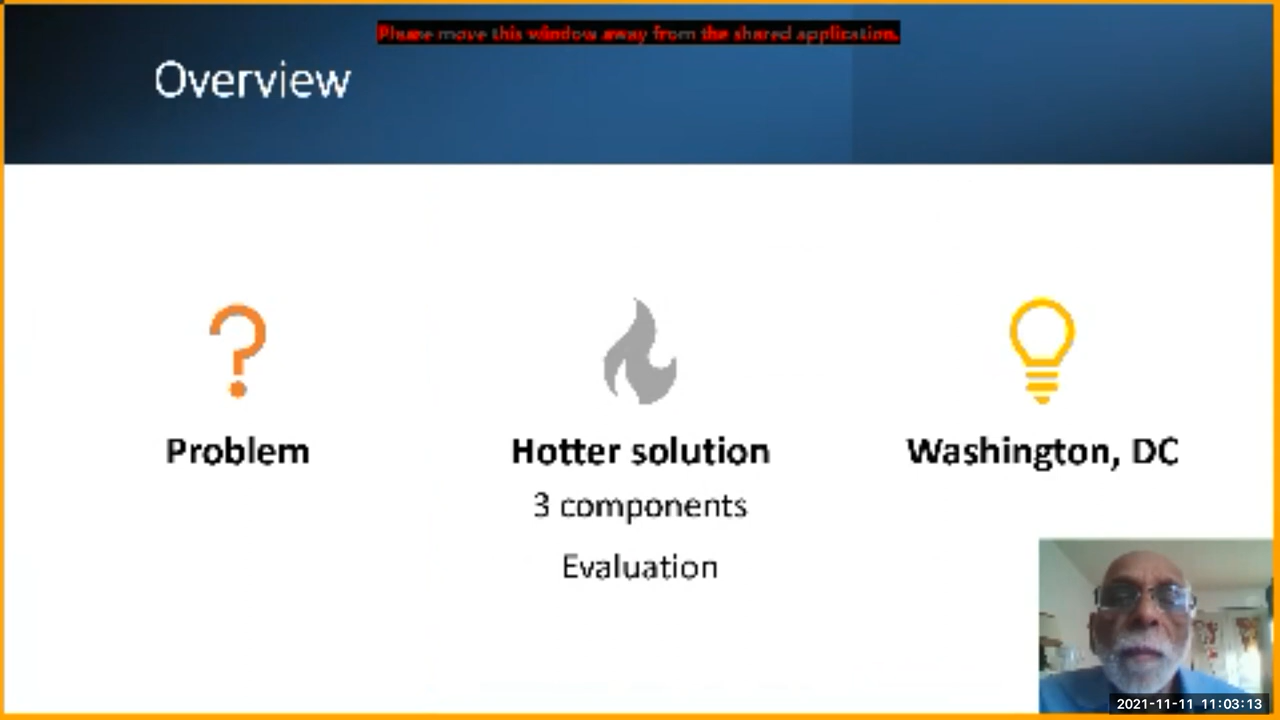 Please move this window away from the shared application.
Overview
Problem
Hotter solution
Washington, DC
3 components
Evaluation
2021-11-11 11:03:13